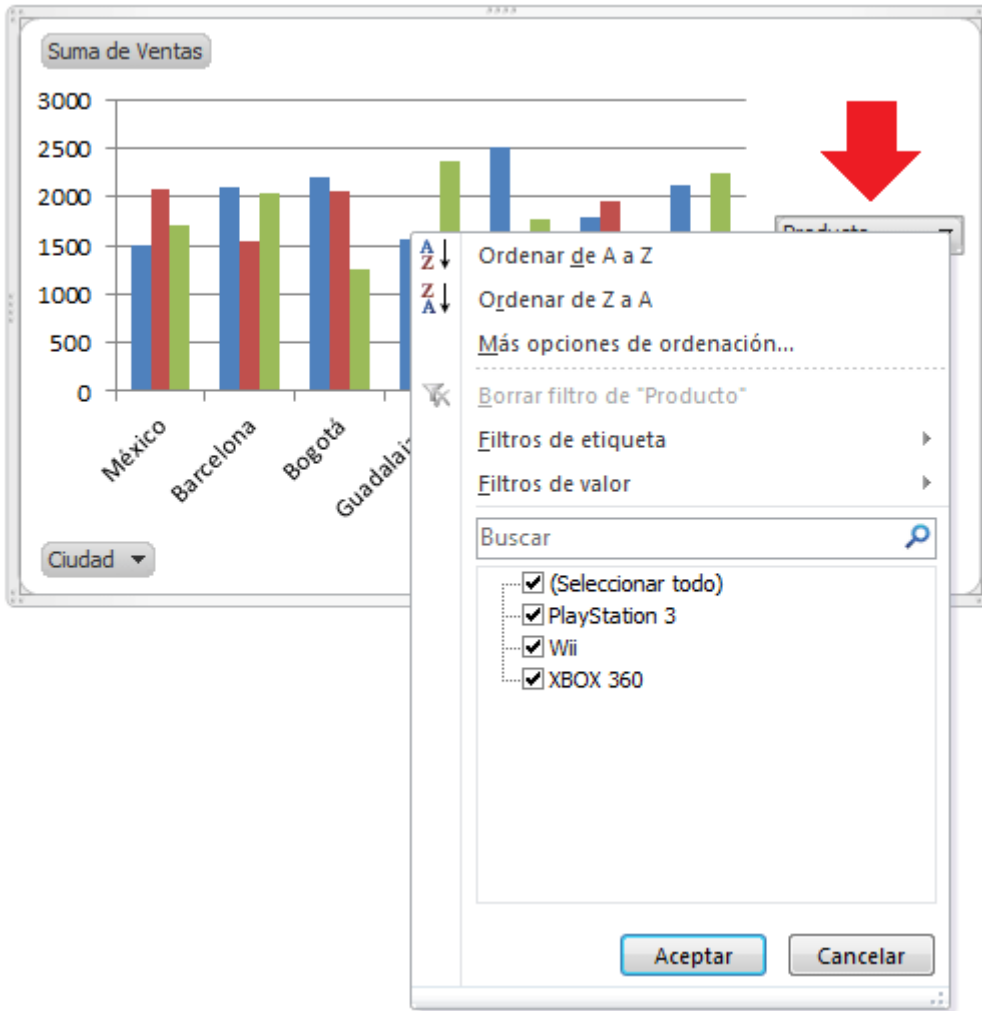 Suma de Ventas
3000
2500
2000
1500
1000
500
0
México
Barcelona
Bogotá
Ciudad
Producto
Ordenar de A a Z
Ordenar de Z a A
Más opciones de ordenación...
Borrar filtro de "Producto"
Filtros de etiqueta
Filtros de valor
Buscar
(Seleccionar todo)
PlayStation 3
Wii
XBOX 360
Aceptar
Cancelar